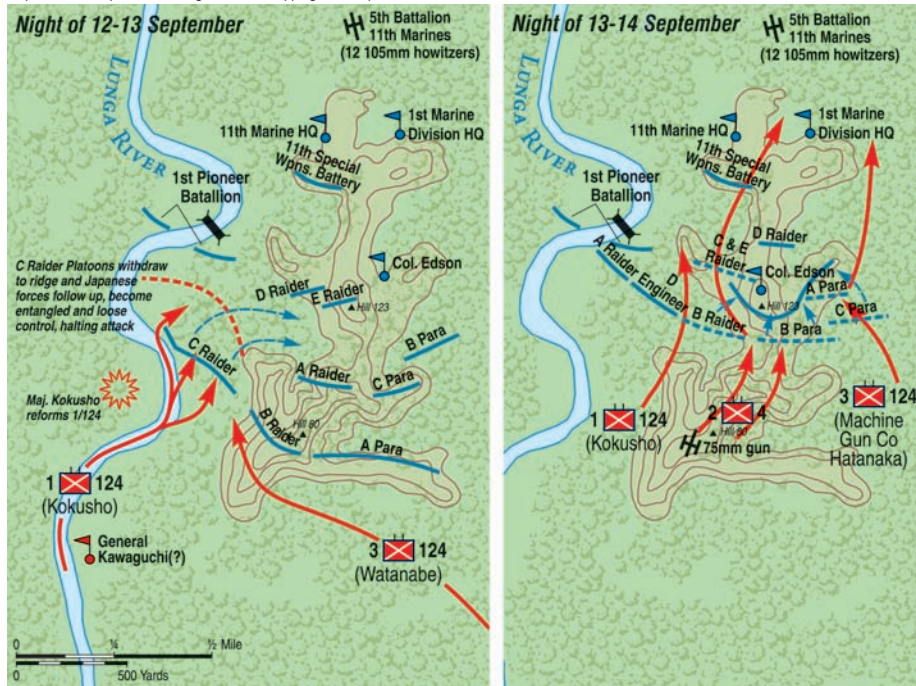 Night of 12-13 September
5th Battalion
11th Marines
(12 105mm howitzers)
LUNGA RIVER
1st Marine
Division HQ
11th Marine HQ
11th Special
Wpns. Battery
1st Pioneer
Batallion
C Raider Platoons withdraw
to ridge and Japanese
forces follow up, become
entangled and loose
control, halting attack
Col. Edson
D Raider
E Raider
Hill 123
B Para
C Raider
A Raider
C Para
Maj. Kokusho
reforms 1/124
B Raider
Hill 80
A Para
1 124
(Kokusho)
General
Kawaguchi(?)
3 124
(Watanabe)
0 ¼ ½ Mile
0 500 Yards
Night of 13-14 September
5th Battalion
11th Marines
(12 105mm howitzers)
LUNGA RIVER
11th Marine HQ
1st Marine
Division HQ
11th Special
Wpns. Battery
1st Pioneer
Batallion
D Raider
C & E
Raider
Col. Edson
A Raider Engineer
D
Hill 123
A Para
C Para
B Raider
B Para
1 124
(Kokusho)
2 4
Hill 80
75mm gun
3 124
(Machine
Gun Co
Hatanaka)